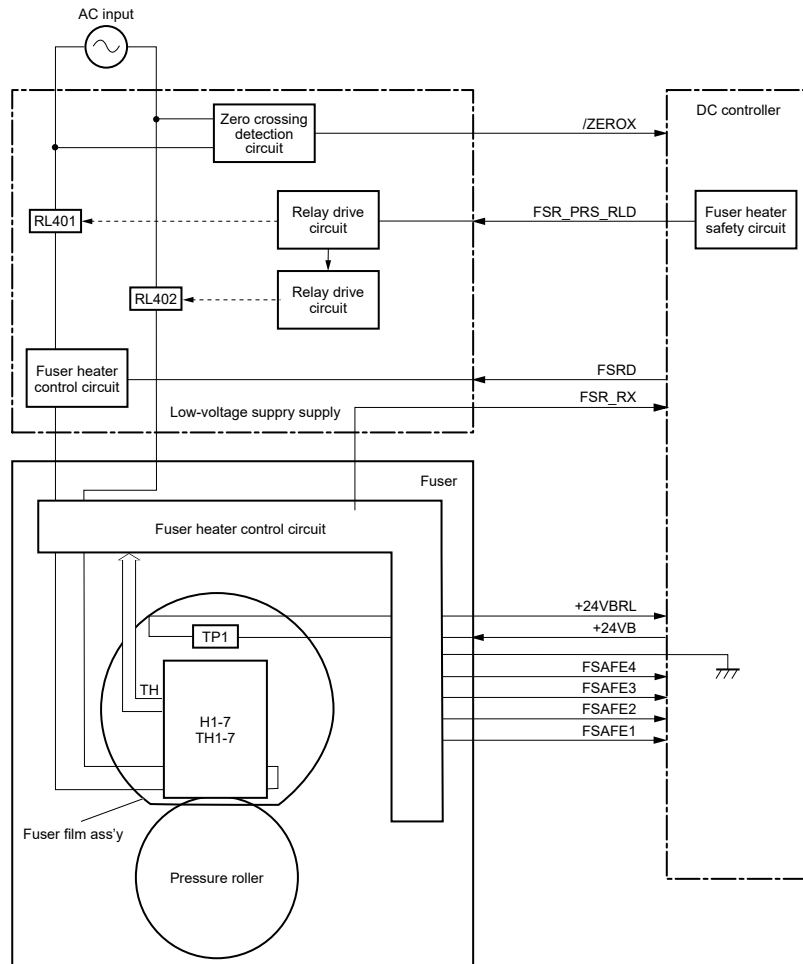 AC input
DC controller
Zero crossing
detection
circuit
/ZEROX
RL401
Relay drive
circuit
FSR_PRS_RLD
Fuser heater
safety circuit
RL402
Relay drive
circuit
Fuser heater
control circuit
FSRD
FSR_RX
Low-voltage suppry supply
Fuser
Fuser heater control circuit
+24VBRL
TP1
+24VB
FSAFE4
TH
FSAFE3
H1-7
TH1-7
FSAFE2
FSAFE1
Fuser film ass'y
Pressure roller